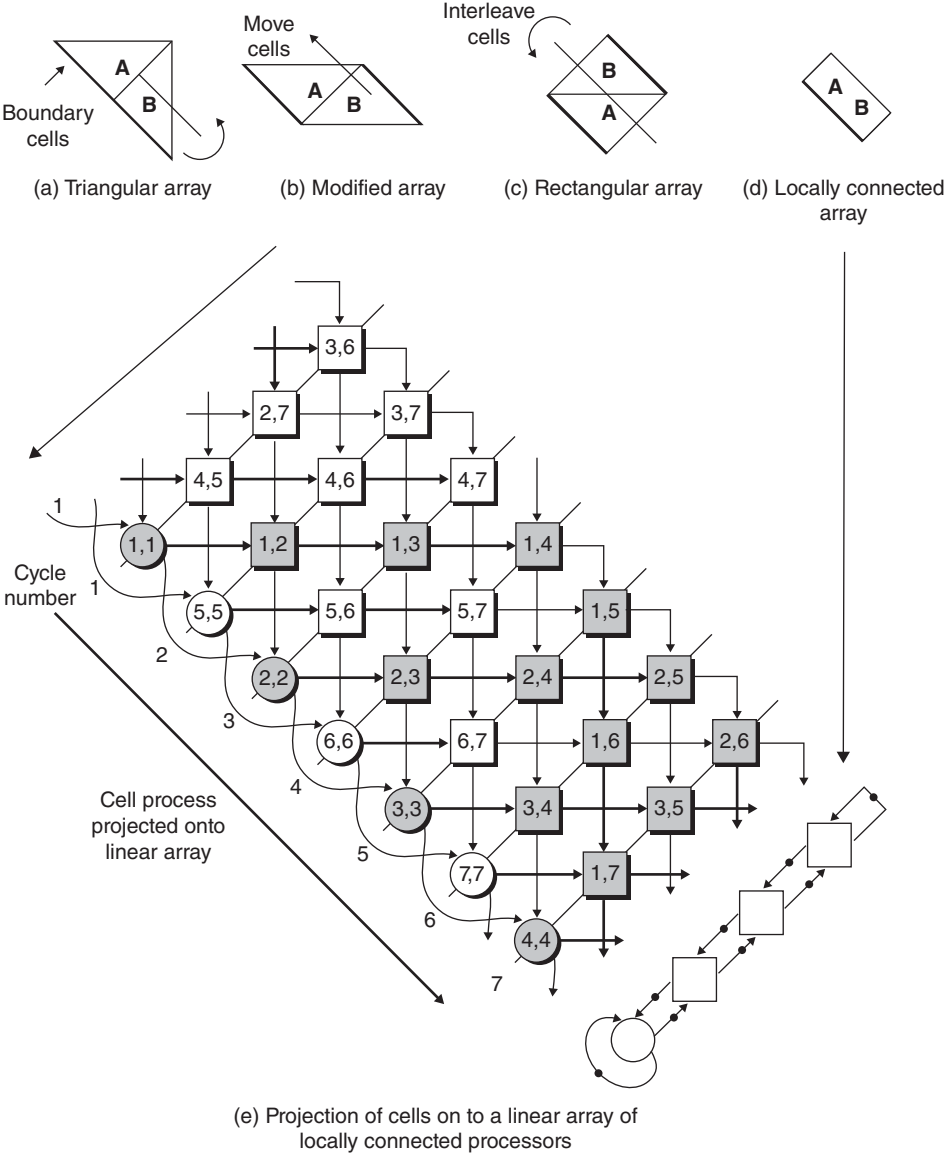 Move
cells
Interleave
cells
A
B
Boundary
cells
A
B
B
A
A
B
(a) Triangular array
(b) Modified array
(c) Rectangular array
(d) Locally connected
array
3,6
2,7
3,7
4,5
4,6
4,7
1
1,1
1,2
1,3
1,4
Cycle
number
1
5,5
5,6
5,7
1,5
2
2,2
2,3
2,4
2,5
3
6,6
6,7
1,6
2,6
4
3,3
3,4
3,5
Cell process
projected onto
linear array
5
7,7
1,7
6
4,4
7
(e) Projection of cells on to a linear array of
locally connected processors